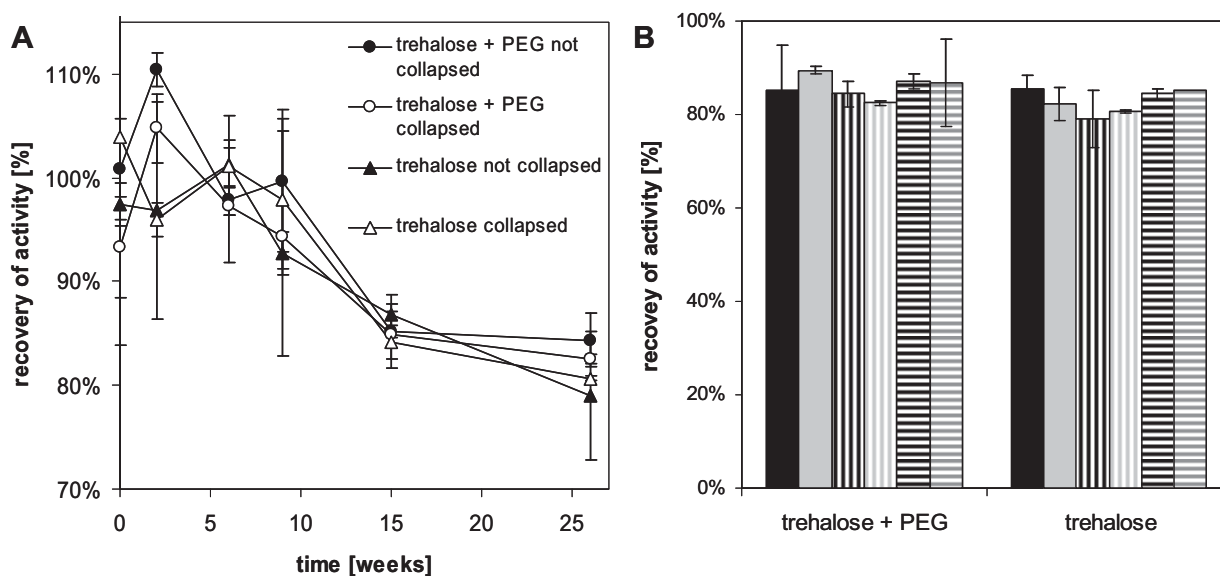 A
110%
100%
90%
80%
70%
recovery of activity [%]
0
5
10
15
20
25
time [weeks]
trehalose + PEG not
collapsed
trehalose + PEG
collapsed
trehalose not collapsed
trehalose collapsed
B
100%
80%
60%
40%
20%
0%
recovey of activity [%]
trehalose + PEG
trehalose